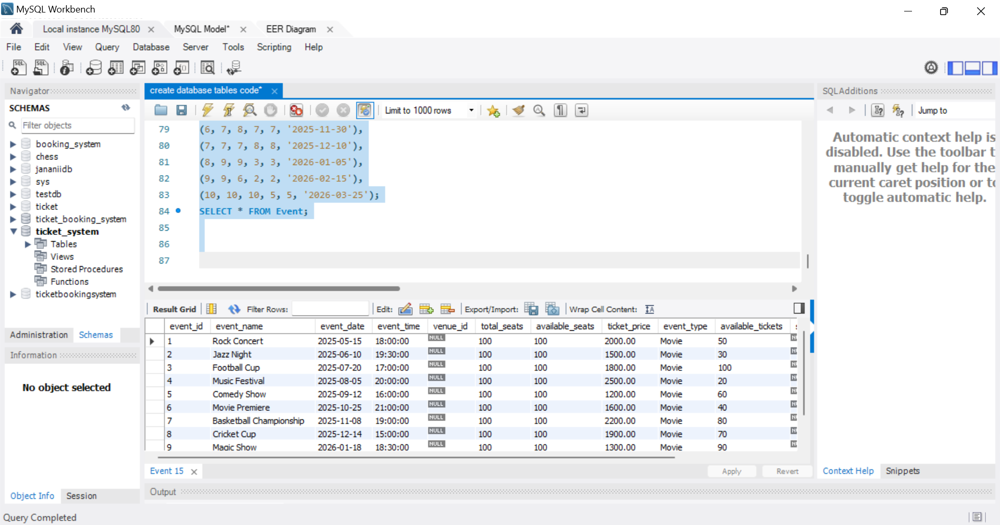 MySQL Workbench
Local instance MySQL80
MySQL Model*
EER Diagram
File Edit View Query Database Server Tools Scripting Help
Navigator
SCHEMAS
Filter objects
booking_system
chess
jananiidb
sys
testdb
ticket
ticket_booking_system
ticket_system
Tables
Views
Stored Procedures
Functions
ticketbookingsystem
Administration Schemas
Information
No object selected
Object Info Session
create database tables code*
Limit to 1000 rows
79 (6, 7, 8, 7, 7, '2025-11-30'),
80 (7, 7, 7, 8, 8, '2025-12-10'),
81 (8, 9, 9, 3, 3, '2026-01-05'),
82 (9, 9, 6, 2, 2, '2026-02-15'),
83 (10, 10, 10, 5, 5, '2026-03-25');
84 SELECT * FROM Event;
85
86
87
Result Grid Filter Rows: Edit: Export/Import: Wrap Cell Content:
event_id event_name event_date event_time venue_id total_seats available_seats ticket_price event_type available_tickets
1 Rock Concert 2025-05-15 18:00:00 NULL 100 100 2000.00 Movie 50
2 Jazz Night 2025-06-10 19:30:00 NULL 100 100 1500.00 Movie 30
3 Football Cup 2025-07-20 17:00:00 NULL 100 100 1800.00 Movie 100
4 Music Festival 2025-08-05 20:00:00 NULL 100 100 2500.00 Movie 20
5 Comedy Show 2025-09-12 16:00:00 NULL 100 100 1200.00 Movie 60
6 Movie Premiere 2025-10-25 21:00:00 NULL 100 100 1600.00 Movie 40
7 Basketball Championship 2025-11-08 19:00:00 NULL 100 100 2200.00 Movie 80
8 Cricket Cup 2025-12-14 15:00:00 NULL 100 100 1900.00 Movie 70
9 Magic Show 2026-01-18 18:30:00 NULL 100 100 1300.00 Movie 90
Event 15
Apply Revert
Output
SQLAdditions
Jump to
Automatic context help is
disabled. Use the toolbar t
manually get help for the
current caret position or to
toggle automatic help.
Context Help Snippets
Query Completed